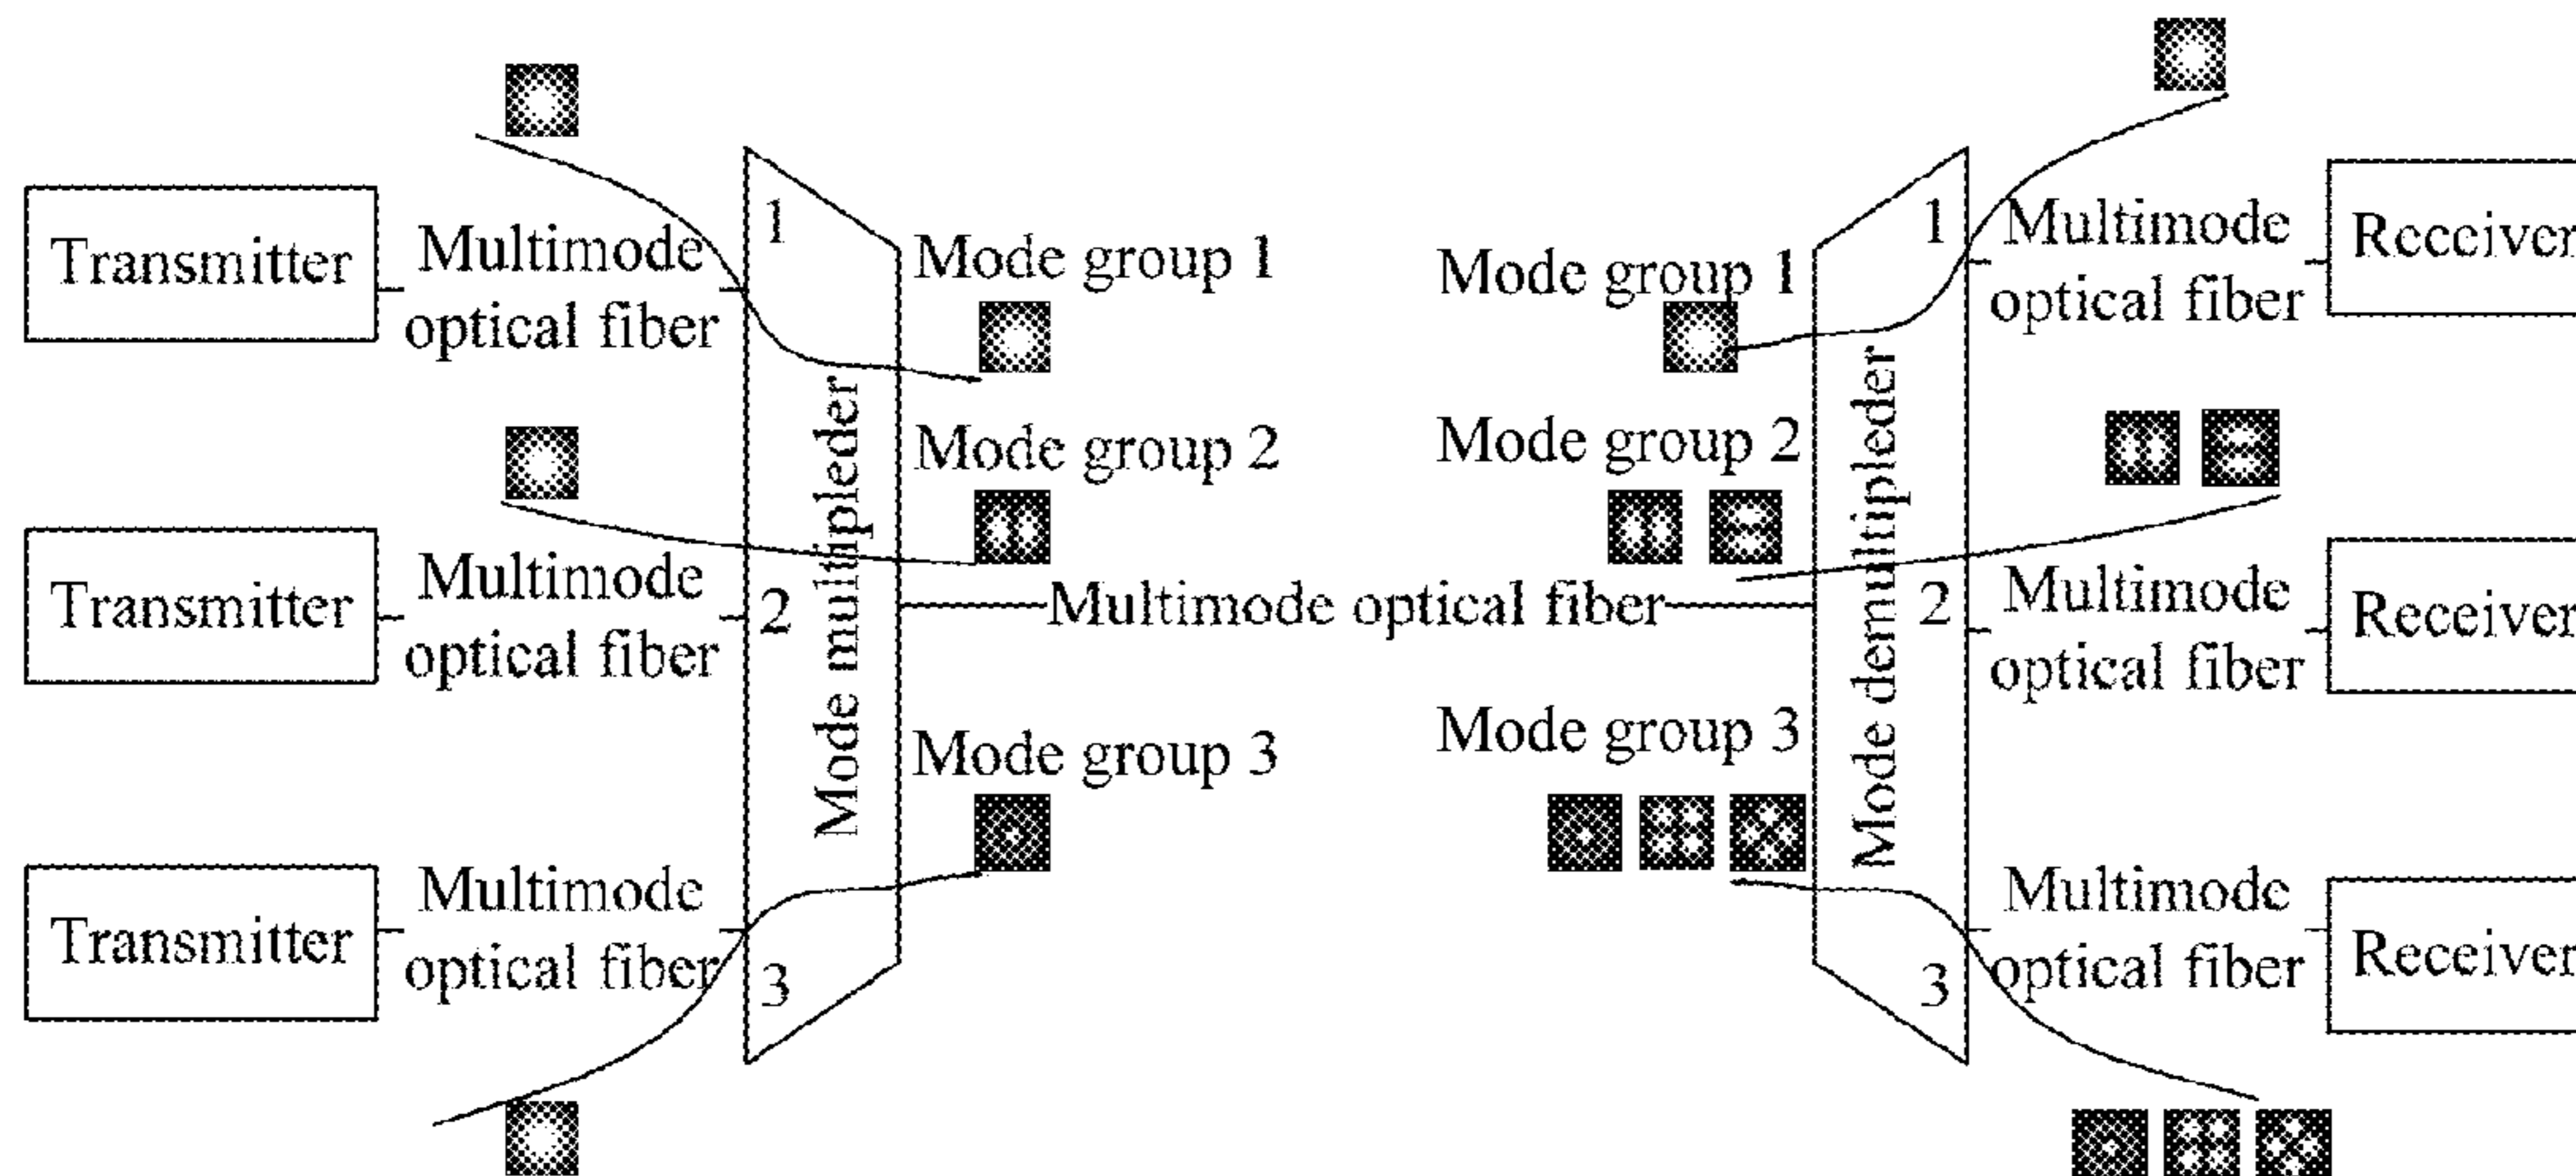 Transmitter
Multimode
optical fiber
1
Mode group 1
Mode group 1
1
Multimode
optical fiber
Receiver
Mode group 2
Mode group 2
Transmitter
Multimode
optical fiber
2
Mode multipleder
Multimode optical fiber
Mode demultipleder
2
Multimode
optical fiber
Receiver
Mode group 3
Mode group 3
Transmitter
Multimode
optical fiber
3
3
Multimode
optical fiber
Receiver